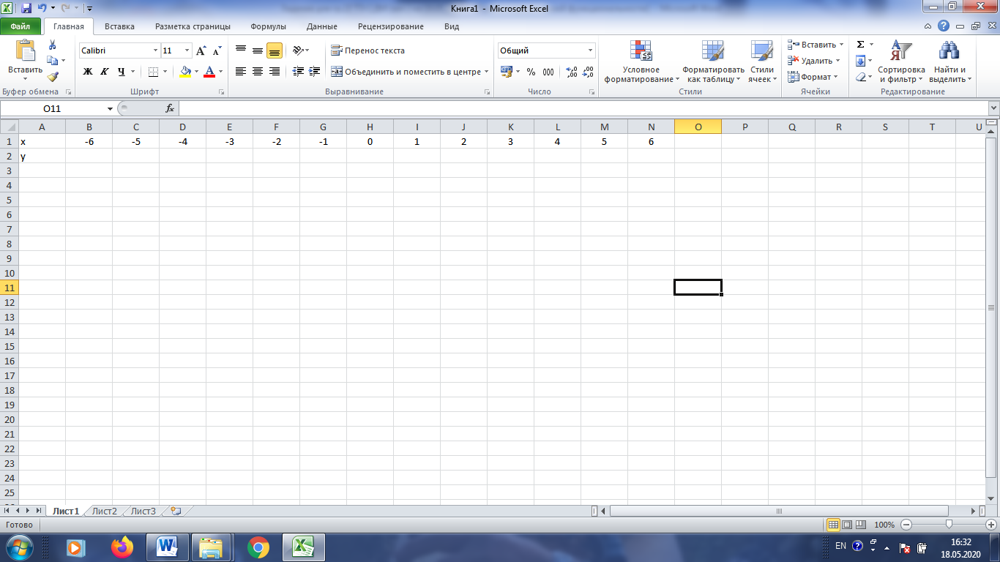 Книга1 - Microsoft Excel
Файл Главная Вставка Разметка страницы Формулы Данные Рецензирование Вид
Вставить
Буфер обмена
Calibri 11
Ж К Ч
Шрифт
Перенос текста
Объединить и поместить в центре
Выравнивание
Общий
% 000
Число
Условное форматирование
Форматировать как таблицу
Стили ячеек
Стили
Вставить
Удалить
Формат
Ячейки
Сортировка и фильтр
Найти и выделить
Редактирование
O11 fx
A B C D E F G H I J K L M N O P Q R S T U
1 x -6 -5 -4 -3 -2 -1 0 1 2 3 4 5 6
2 y
3
4
5
6
7
8
9
10
11
12
13
14
15
16
17
18
19
20
21
22
23
24
25
Лист1 Лист2 Лист3
Готово 100%
EN 16:32
18.05.2020